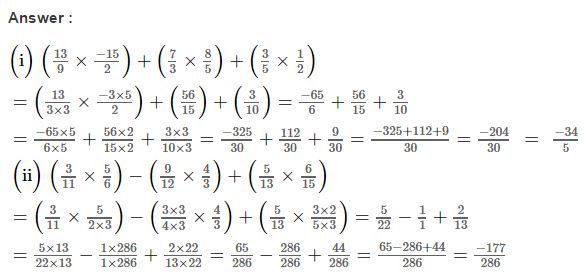 Answer :
(i) (13/9 × -15/2) + (7/3 × 8/5) + (3/5 × 1/2)
= (13/3×3 × -3×5/2) + (56/15) + (3/10) = -65/6 + 56/15 + 3/10
= -65×5/6×5 + 56×2/15×2 + 3×3/10×3 = -325/30 + 112/30 + 9/30 = -325+112+9/30 = -204/30 = -34/5
(ii) (3/11 × 5/6) − (9/12 × 4/3) + (5/13 × 6/15)
= (3/11 × 5/2×3) − (3×3/4×3 × 4/3) + (5/13 × 3×2/5×3) = 5/22 − 1/1 + 2/13
= 5×13/22×13 − 1×286/1×286 + 2×22/13×22 = 65/286 − 286/286 + 44/286 = 65−286+44/286 = -177/286